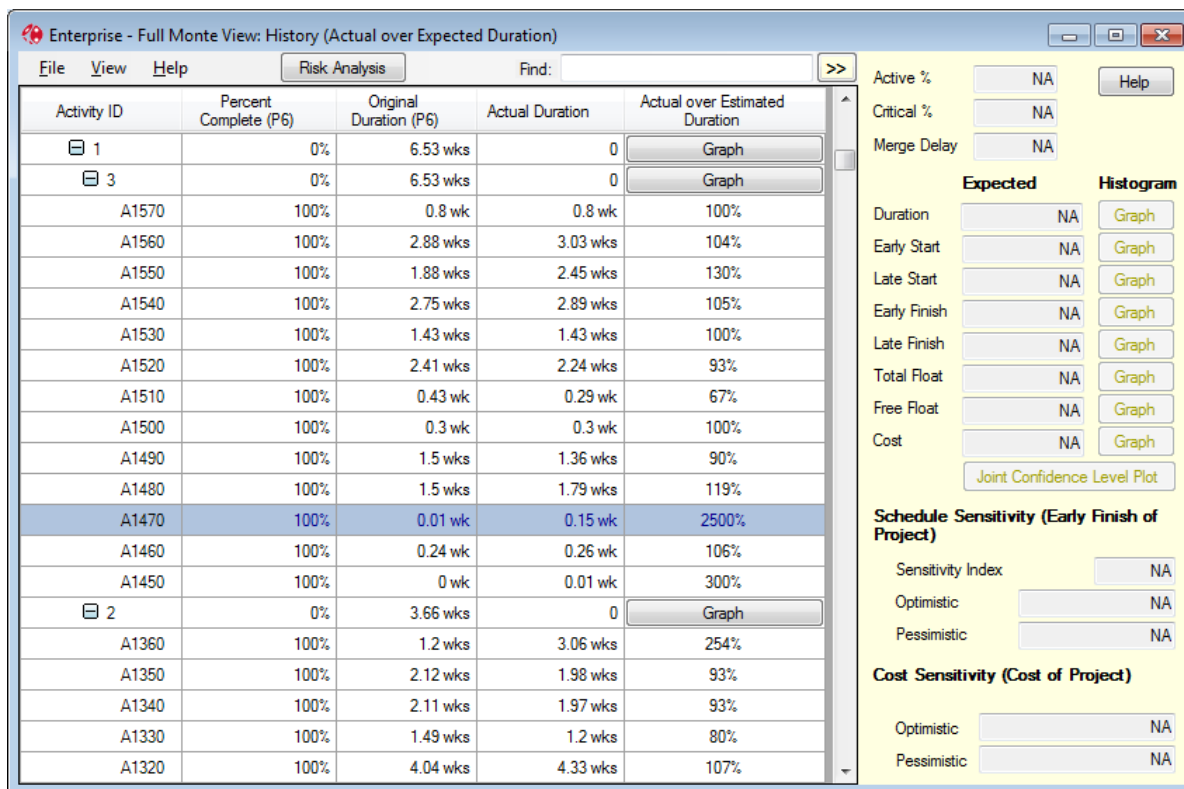 Enterprise - Full Monte View: History (Actual over Expected Duration)
File View Help Risk Analysis Find: >>
Activity ID Percent Complete (P6) Original Duration (P6) Actual Duration Actual over Estimated Duration
1 0% 6.53 wks 0 Graph
3 0% 6.53 wks 0 Graph
A1570 100% 0.8 wk 0.8 wk 100%
A1560 100% 2.88 wks 3.03 wks 104%
A1550 100% 1.88 wks 2.45 wks 130%
A1540 100% 2.75 wks 2.89 wks 105%
A1530 100% 1.43 wks 1.43 wks 100%
A1520 100% 2.41 wks 2.24 wks 93%
A1510 100% 0.43 wk 0.29 wk 67%
A1500 100% 0.3 wk 0.3 wk 100%
A1490 100% 1.5 wks 1.36 wks 90%
A1480 100% 1.5 wks 1.79 wks 119%
A1470 100% 0.01 wk 0.15 wk 2500%
A1460 100% 0.24 wk 0.26 wk 106%
A1450 100% 0 wk 0.01 wk 300%
2 0% 3.66 wks 0 Graph
A1360 100% 1.2 wks 3.06 wks 254%
A1350 100% 2.12 wks 1.98 wks 93%
A1340 100% 2.11 wks 1.97 wks 93%
A1330 100% 1.49 wks 1.2 wks 80%
A1320 100% 4.04 wks 4.33 wks 107%
Active % NA Help
Critical % NA
Merge Delay NA
Expected Histogram
Duration NA Graph
Early Start NA Graph
Late Start NA Graph
Early Finish NA Graph
Late Finish NA Graph
Total Float NA Graph
Free Float NA Graph
Cost NA Graph
Joint Confidence Level Plot
Schedule Sensitivity (Early Finish of
Project)
Sensitivity Index NA
Optimistic NA
Pessimistic NA
Cost Sensitivity (Cost of Project)
Optimistic NA
Pessimistic NA